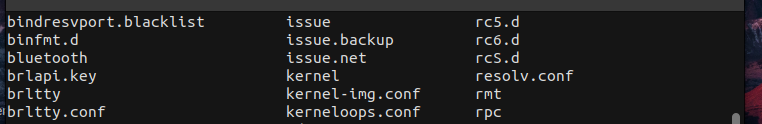 bindresvport.blacklist issue rc5.d
binfmt.d issue.backup rc6.d
bluetooth issue.net rcS.d
brlapi.key kernel resolv.conf
brltty kernel-img.conf rmt
brltty.conf kerneloops.conf rpc